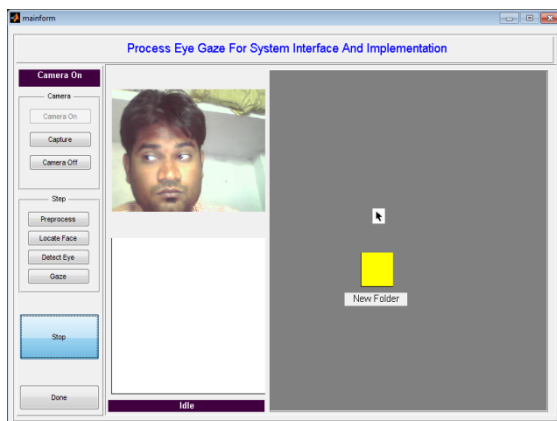 mainform
Process Eye Gaze For System Interface And Implementation
Camera On
Camera
Camera On
Capture
Camera Off
Step
Preprocess
Locate Face
Detect Eye
Gaze
Stop
Done
Idle
New Folder